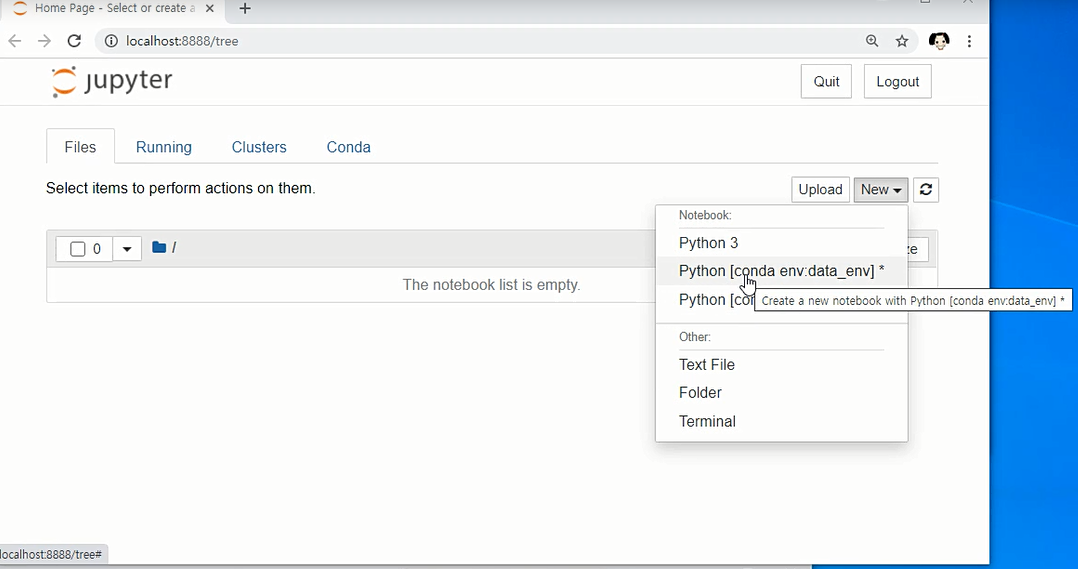 Home Page - Select or create a
localhost:8888/tree
jupyter
Quit
Logout
Files
Running
Clusters
Conda
Select items to perform actions on them.
Upload
New
0
/
The notebook list is empty.
Notebook:
Python 3
Python [conda env:data_env] *
Python
Create a new notebook with Python [conda env:data_env] *
Other:
Text File
Folder
Terminal
localhost:8888/tree#